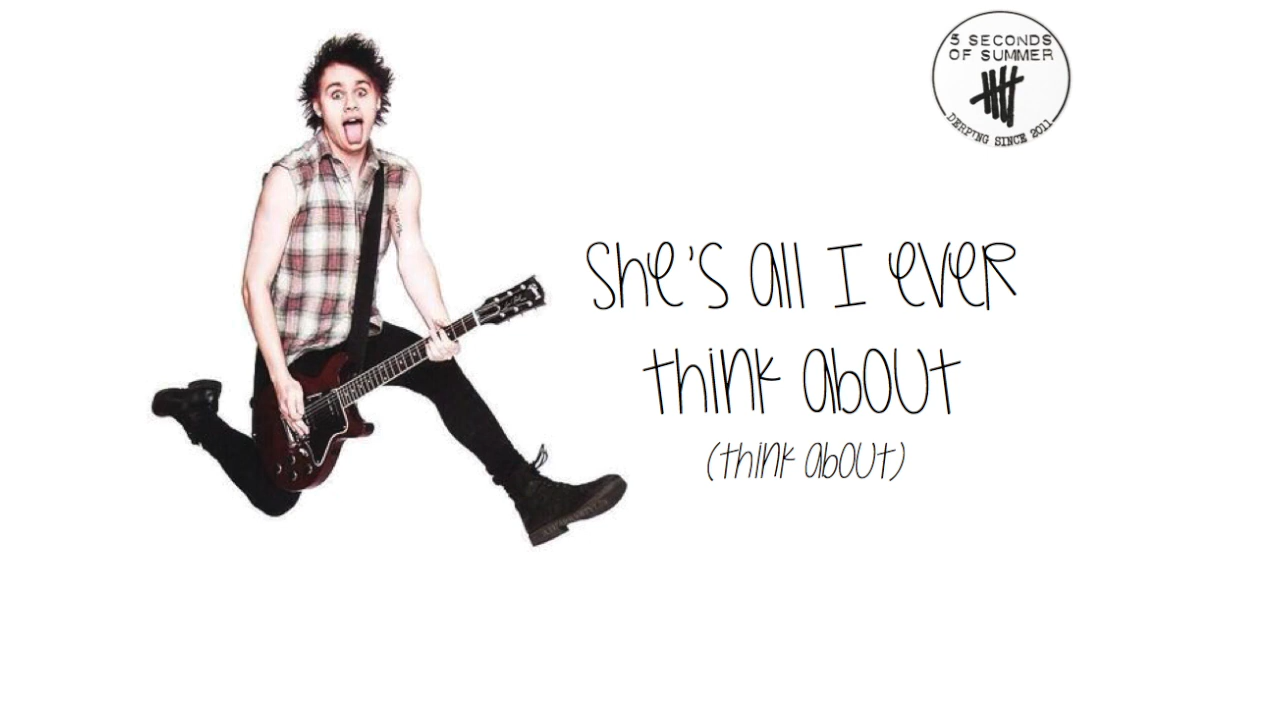 5 SECONDS
OF SUMMER
DERPING SINCE 2011
She's all I ever
think about
(think about)